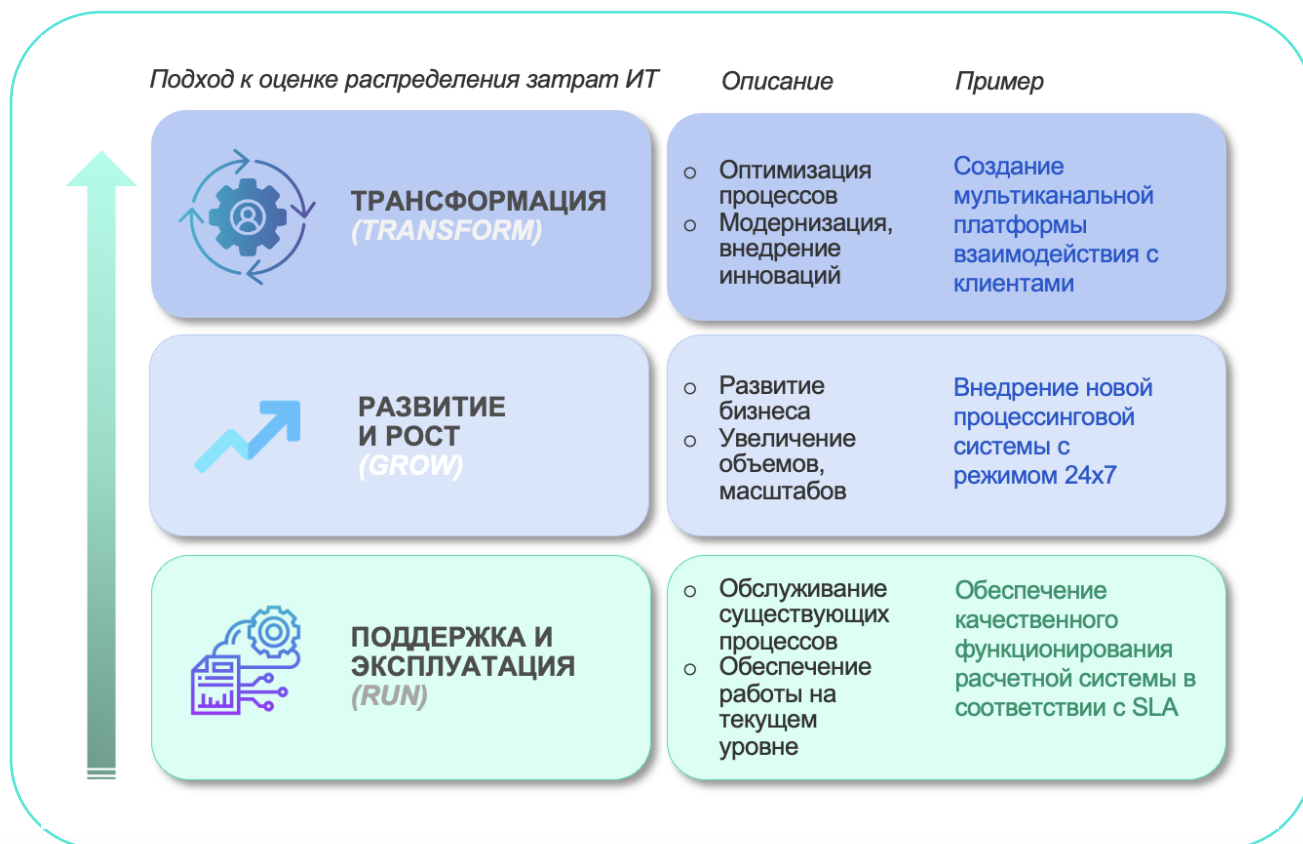 Подход к оценке распределения затрат ИТ
Описание
Пример
ТРАНСФОРМАЦИЯ
(TRANSFORM)
Оптимизация
процессов
Модернизация,
внедрение
инноваций
Создание
мультиканальной
платформы
взаимодействия с
клиентами
РАЗВИТИЕ
И РОСТ
(GROW)
Развитие
бизнеса
Увеличение
объемов,
масштабов
Внедрение новой
процессинговой
системы с
режимом 24x7
ПОДДЕРЖКА И
ЭКСПЛУАТАЦИЯ
(RUN)
Обслуживание
существующих
процессов
Обеспечение
работы на
текущем
уровне
Обеспечение
качественного
функционирования
расчетной системы в
соответствии с SLA